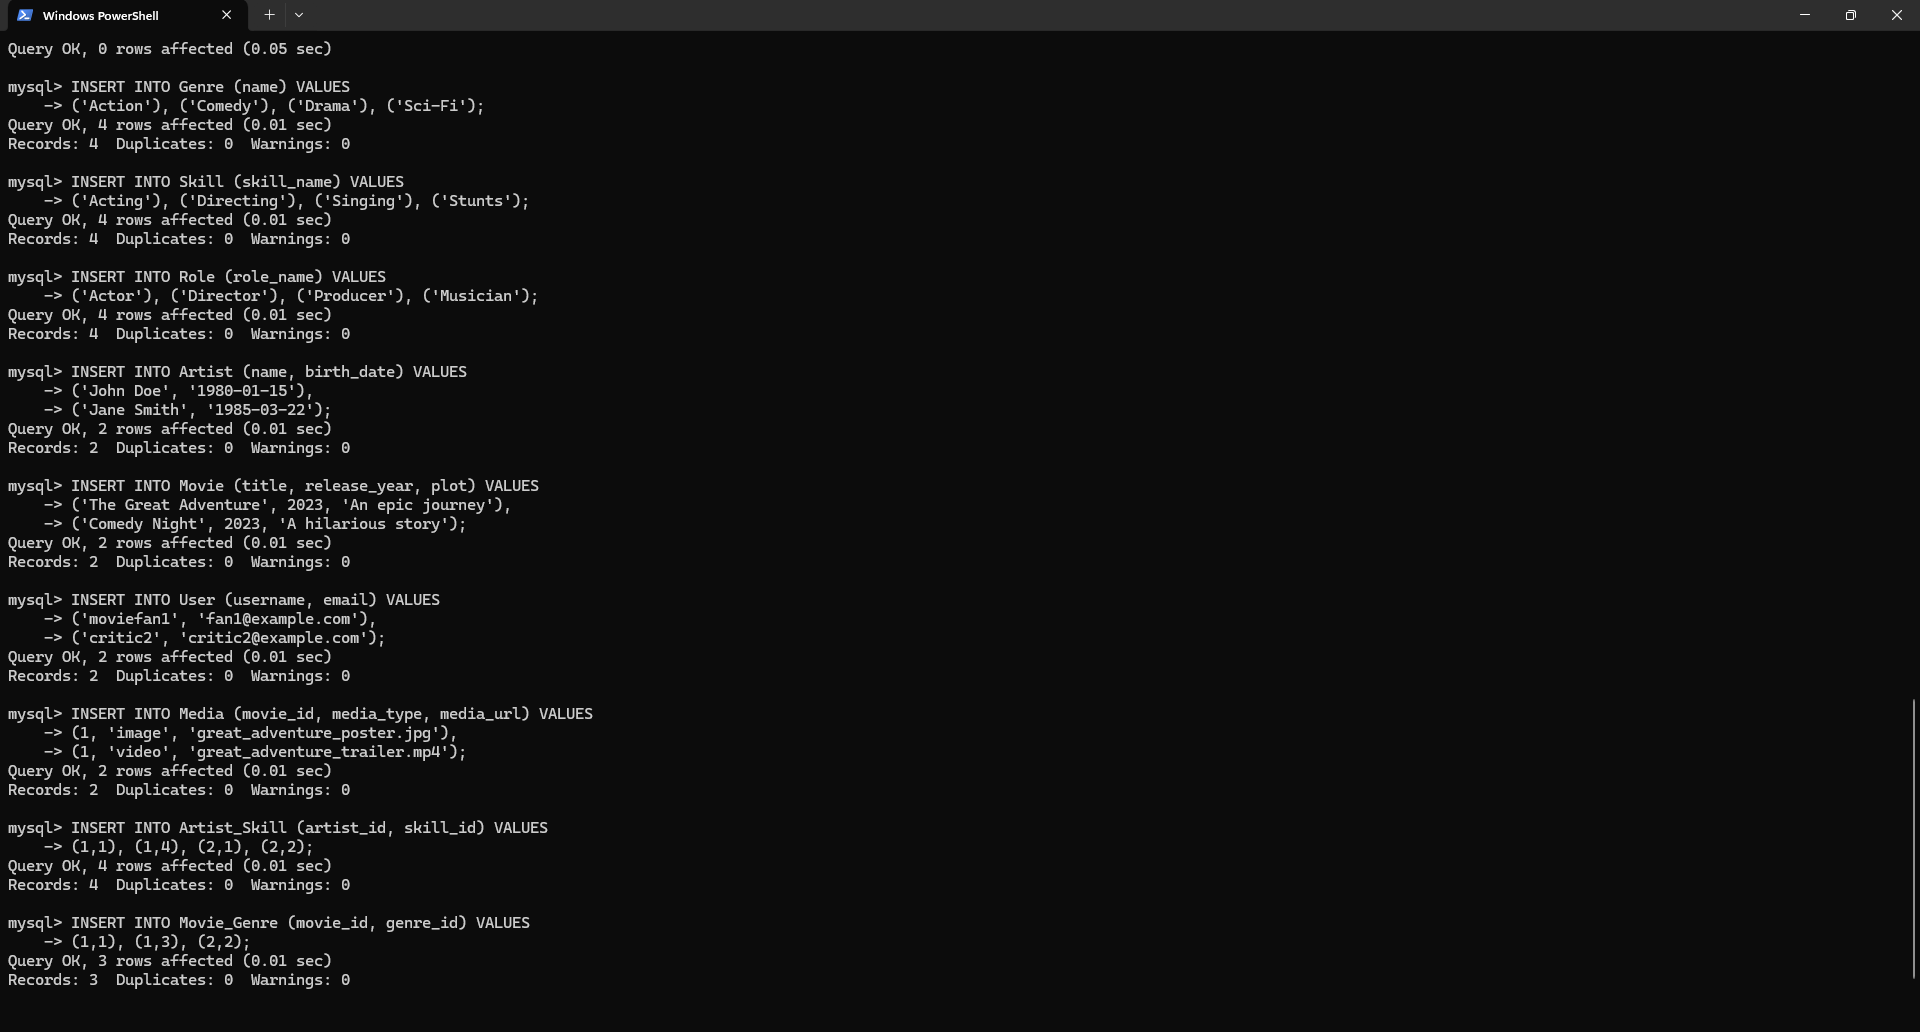 Windows PowerShell
Query OK, 0 rows affected (0.05 sec)
mysql> INSERT INTO Genre (name) VALUES
    -> ('Action'), ('Comedy'), ('Drama'), ('Sci-Fi');
Query OK, 4 rows affected (0.01 sec)
Records: 4  Duplicates: 0  Warnings: 0
mysql> INSERT INTO Skill (skill_name) VALUES
    -> ('Acting'), ('Directing'), ('Singing'), ('Stunts');
Query OK, 4 rows affected (0.01 sec)
Records: 4  Duplicates: 0  Warnings: 0
mysql> INSERT INTO Role (role_name) VALUES
    -> ('Actor'), ('Director'), ('Producer'), ('Musician');
Query OK, 4 rows affected (0.01 sec)
Records: 4  Duplicates: 0  Warnings: 0
mysql> INSERT INTO Artist (name, birth_date) VALUES
    -> ('John Doe', '1980-01-15'),
    -> ('Jane Smith', '1985-03-22');
Query OK, 2 rows affected (0.01 sec)
Records: 2  Duplicates: 0  Warnings: 0
mysql> INSERT INTO Movie (title, release_year, plot) VALUES
    -> ('The Great Adventure', 2023, 'An epic journey'),
    -> ('Comedy Night', 2023, 'A hilarious story');
Query OK, 2 rows affected (0.01 sec)
Records: 2  Duplicates: 0  Warnings: 0
mysql> INSERT INTO User (username, email) VALUES
    -> ('moviefan1', 'fan1@example.com'),
    -> ('critic2', 'critic2@example.com');
Query OK, 2 rows affected (0.01 sec)
Records: 2  Duplicates: 0  Warnings: 0
mysql> INSERT INTO Media (movie_id, media_type, media_url) VALUES
    -> (1, 'image', 'great_adventure_poster.jpg'),
    -> (1, 'video', 'great_adventure_trailer.mp4');
Query OK, 2 rows affected (0.01 sec)
Records: 2  Duplicates: 0  Warnings: 0
mysql> INSERT INTO Artist_Skill (artist_id, skill_id) VALUES
    -> (1,1), (1,4), (2,1), (2,2);
Query OK, 4 rows affected (0.01 sec)
Records: 4  Duplicates: 0  Warnings: 0
mysql> INSERT INTO Movie_Genre (movie_id, genre_id) VALUES
    -> (1,1), (1,3), (2,2);
Query OK, 3 rows affected (0.01 sec)
Records: 3  Duplicates: 0  Warnings: 0